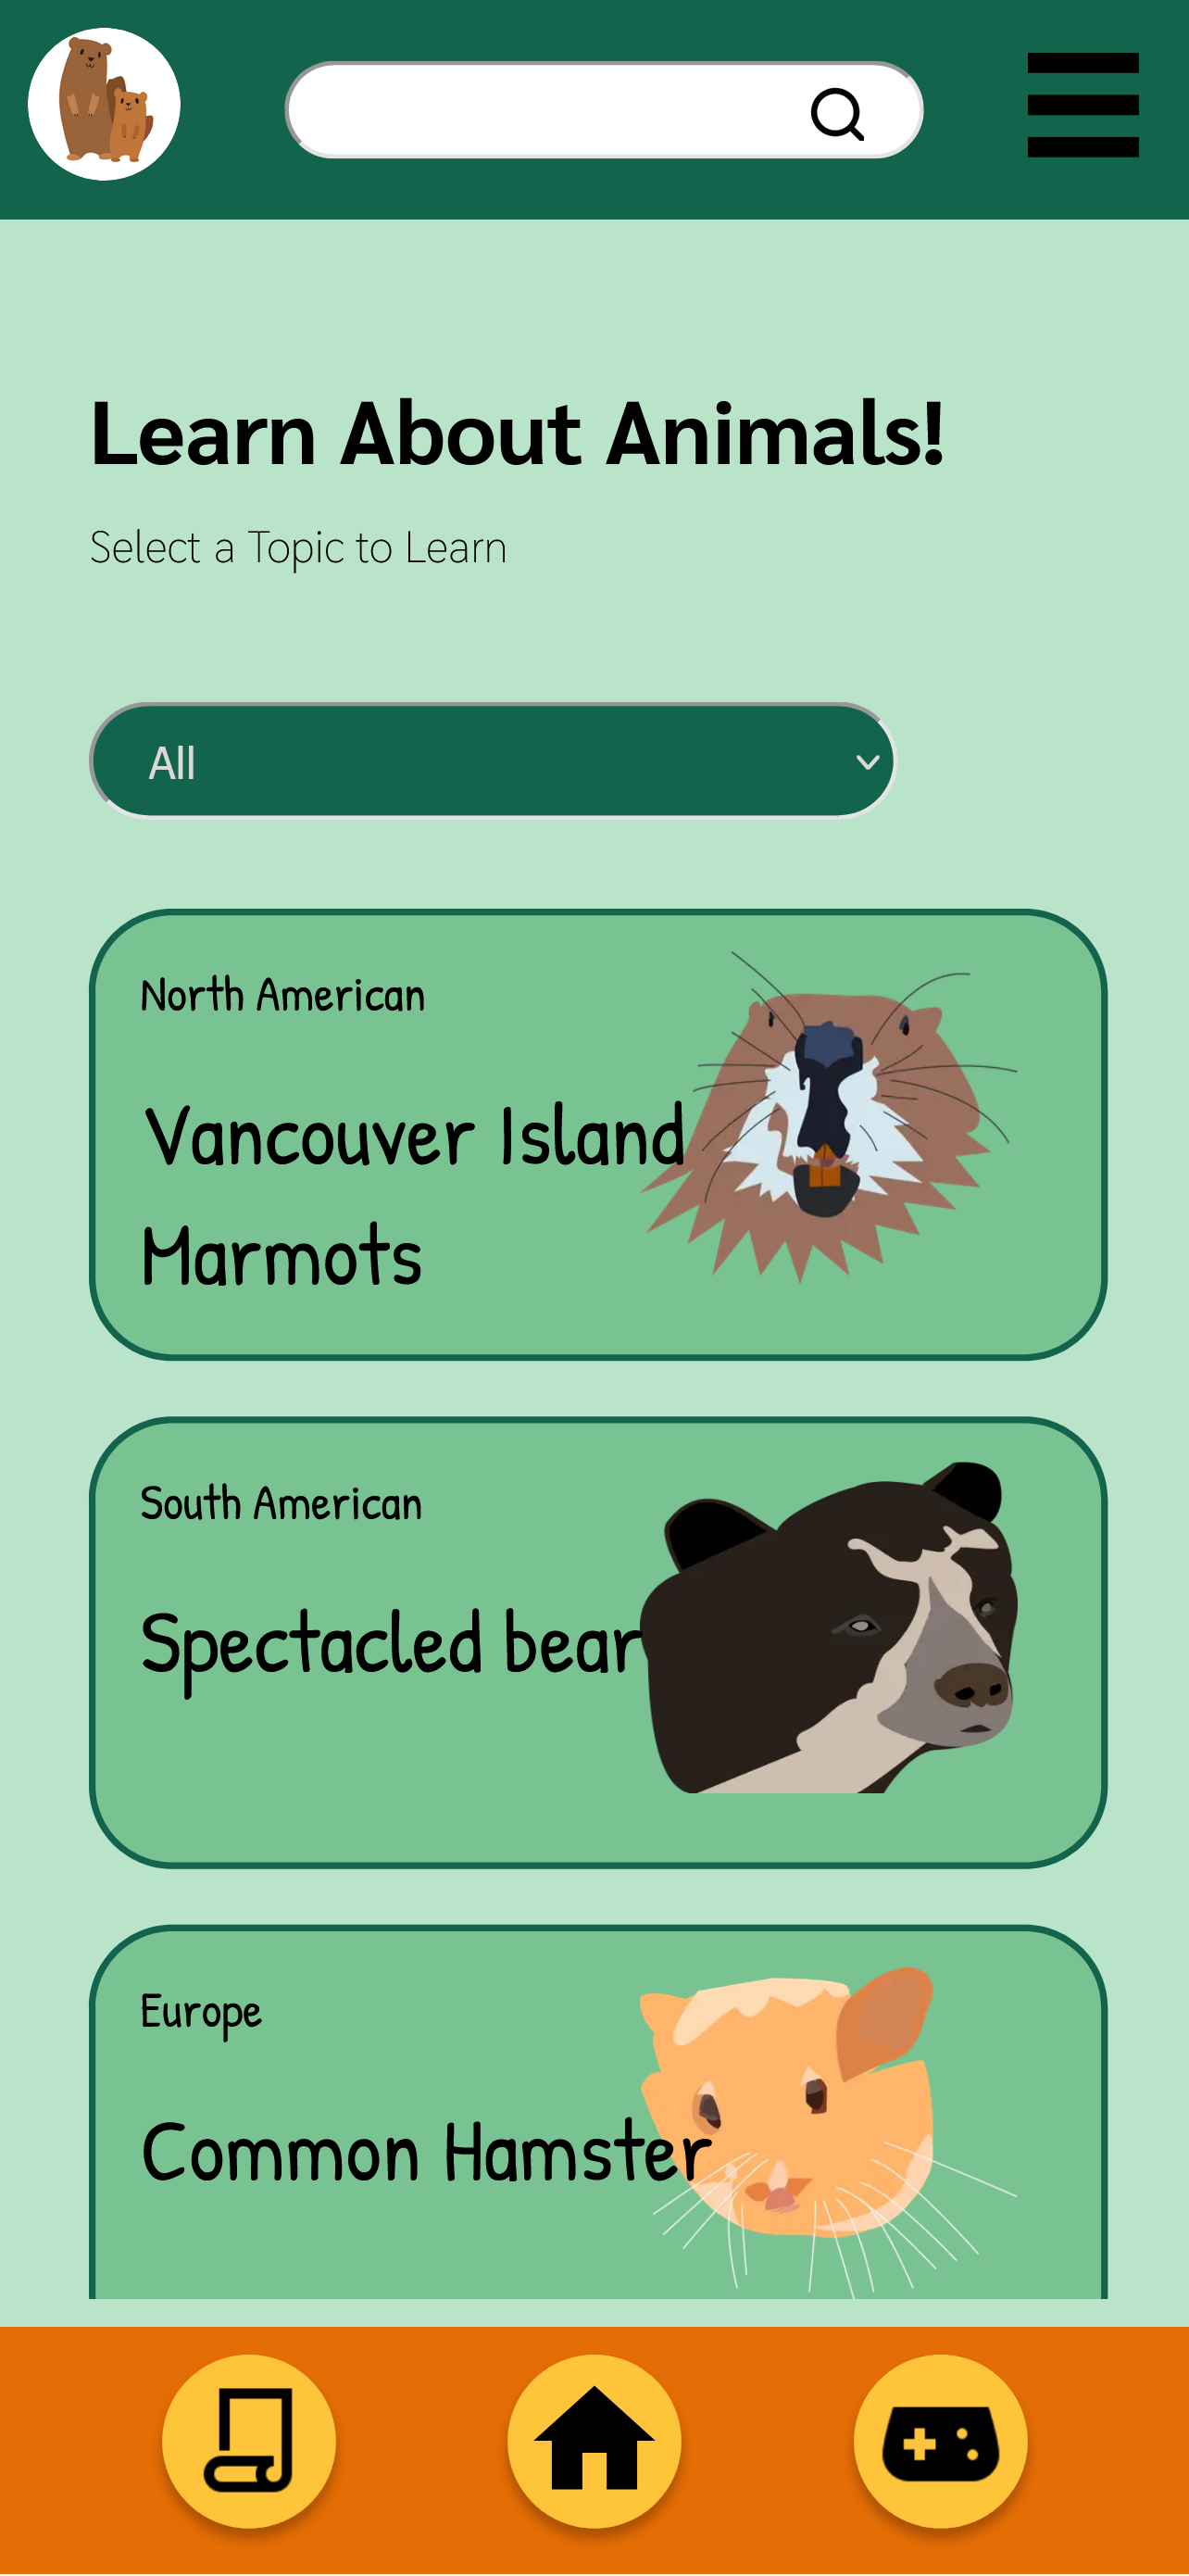 Learn About Animals!
Select a Topic to Learn
All
North American
Vancouver Island
Marmots
South American
Spectacled bear
Europe
Common Hamster